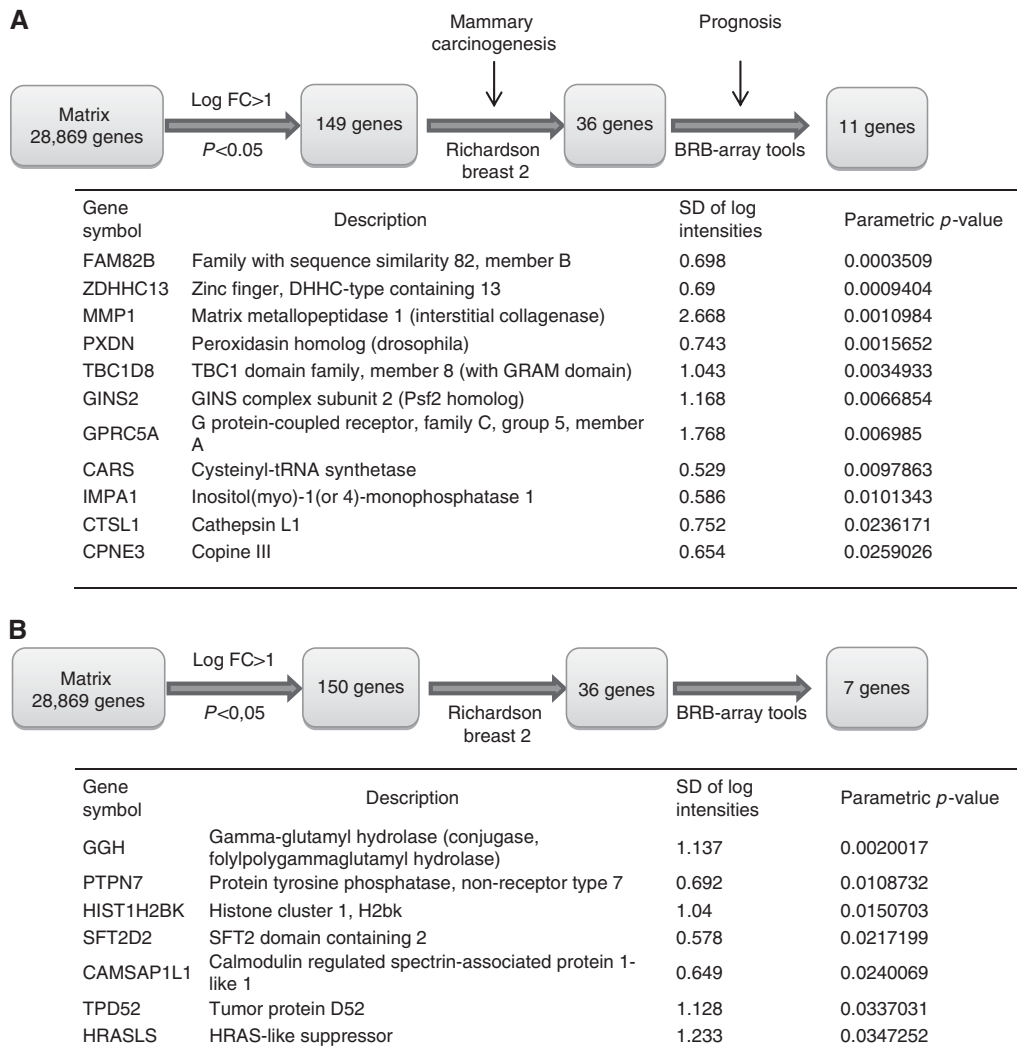 A
Mammary
carcinogenesis
Prognosis
Matrix
28,869 genes
Log FC>1
P<0.05
149 genes
Richardson
breast 2
36 genes
BRB-array tools
11 genes
Gene symbol Description SD of log intensities Parametric p-value
FAM82B Family with sequence similarity 82, member B 0.698 0.0003509
ZDHHC13 Zinc finger, DHHC-type containing 13 0.69 0.0009404
MMP1 Matrix metallopeptidase 1 (interstitial collagenase) 2.668 0.0010984
PXDN Peroxidasin homolog (drosophila) 0.743 0.0015652
TBC1D8 TBC1 domain family, member 8 (with GRAM domain) 1.043 0.0034933
GINS2 GINS complex subunit 2 (Psf2 homolog) 1.168 0.0066854
GPRC5A G protein-coupled receptor, family C, group 5, member A 1.768 0.006985
CARS Cysteinyl-tRNA synthetase 0.529 0.0097863
IMPA1 Inositol(myo)-1(or 4)-monophosphatase 1 0.586 0.0101343
CTSL1 Cathepsin L1 0.752 0.0236171
CPNE3 Copine III 0.654 0.0259026
B
Matrix
28,869 genes
Log FC>1
P<0,05
150 genes
Richardson
breast 2
36 genes
BRB-array tools
7 genes
Gene symbol Description SD of log intensities Parametric p-value
GGH Gamma-glutamyl hydrolase (conjugase, folylpolygammaglutamyl hydrolase) 1.137 0.0020017
PTPN7 Protein tyrosine phosphatase, non-receptor type 7 0.692 0.0108732
HIST1H2BK Histone cluster 1, H2bk 1.04 0.0150703
SFT2D2 SFT2 domain containing 2 0.578 0.0217199
CAMSAP1L1 Calmodulin regulated spectrin-associated protein 1-like 1 0.649 0.0240069
TPD52 Tumor protein D52 1.128 0.0337031
HRASLS HRAS-like suppressor 1.233 0.0347252